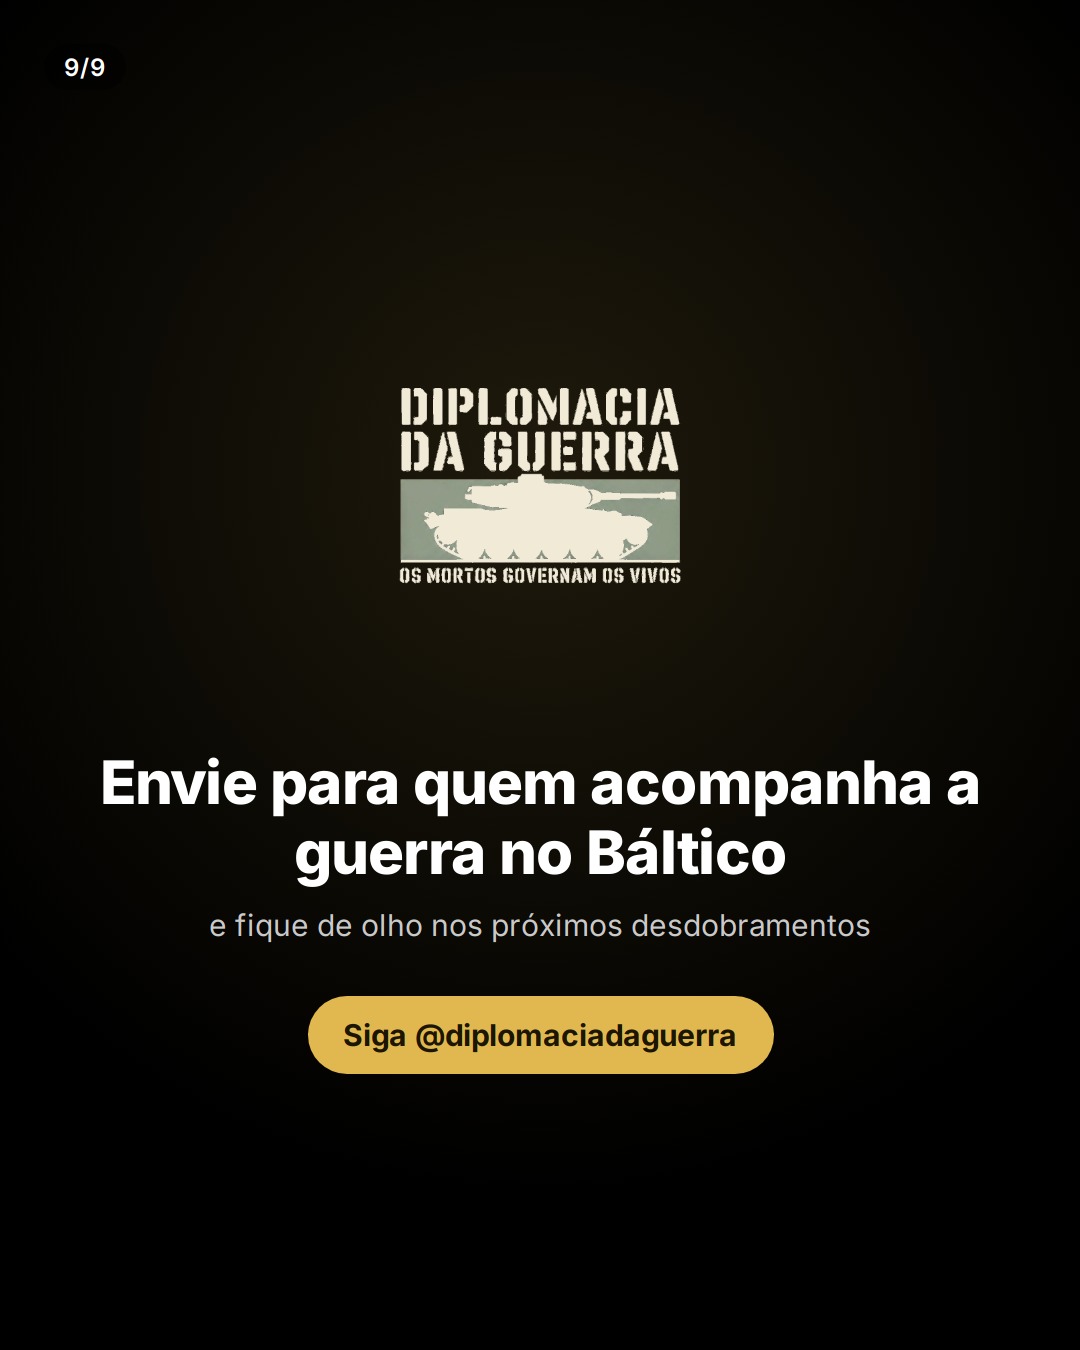 9/9
DIPLOMACIA
DA GUERRA
OS MORTOS GOVERNAM OS VIVOS
Envie para quem acompanha a
guerra no Báltico
e fique de olho nos próximos desdobramentos
Siga @diplomaciadaguerra